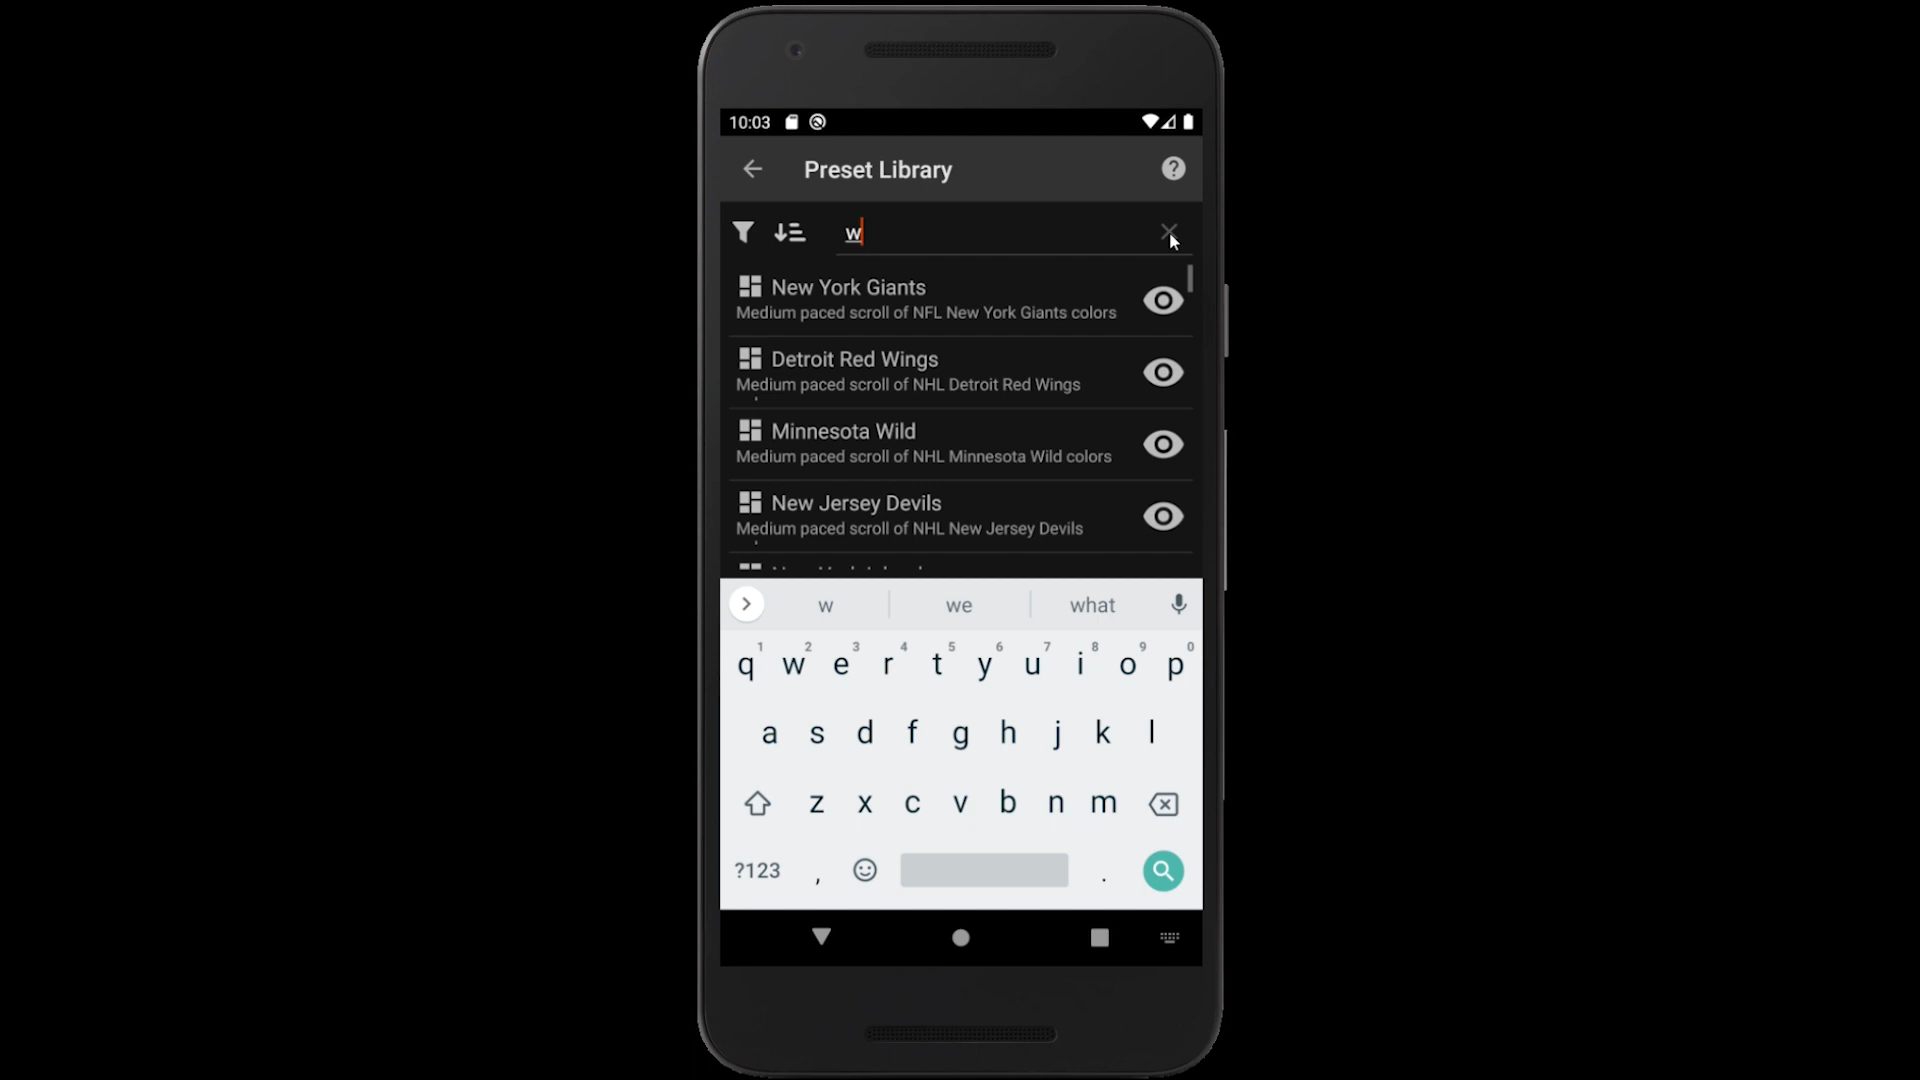 10:03
Preset Library
w
New York Giants
Medium paced scroll of NFL New York Giants colors
Detroit Red Wings
Medium paced scroll of NHL Detroit Red Wings
Minnesota Wild
Medium paced scroll of NHL Minnesota Wild colors
New Jersey Devils
Medium paced scroll of NHL New Jersey Devils
w we what
1 2 3 4 5 6 7 8 9 0
q w e r t y u i o p
a s d f g h j k l
z x c v b n m
?123 , .